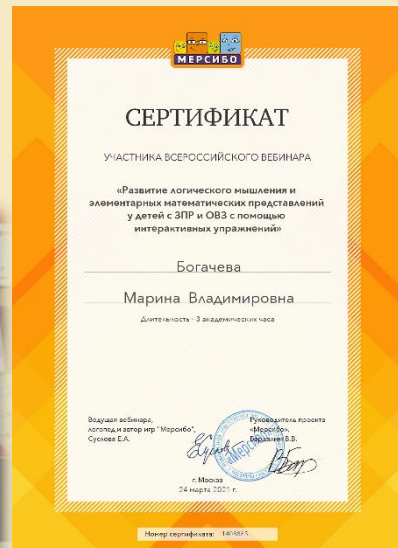 МЕРСИБО
СЕРТИФИКАТ
УЧАСТНИКА ВСЕРОССИЙСКОГО ВЕБИНАРА
«Развитие логического мышления и
элементарных математических представлений
у детей с ЗПР и ОВЗ с помощью
интерактивных упражнений»
Богачева
Марина Владимировна
Длительность - 3 академических часа
Ведущая вебинара,
логопед и автор игр "Мерсибо",
Суслова Е.А.
Руководитель проекта
«Мерсибо»,
В.В.
г. Москва
24 марта 2021 г.
Номер сертификата: